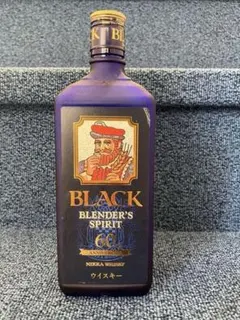 BLACK
BLENDER'S
SPIRIT
60
NIKKA WHISKY
ウイスキー